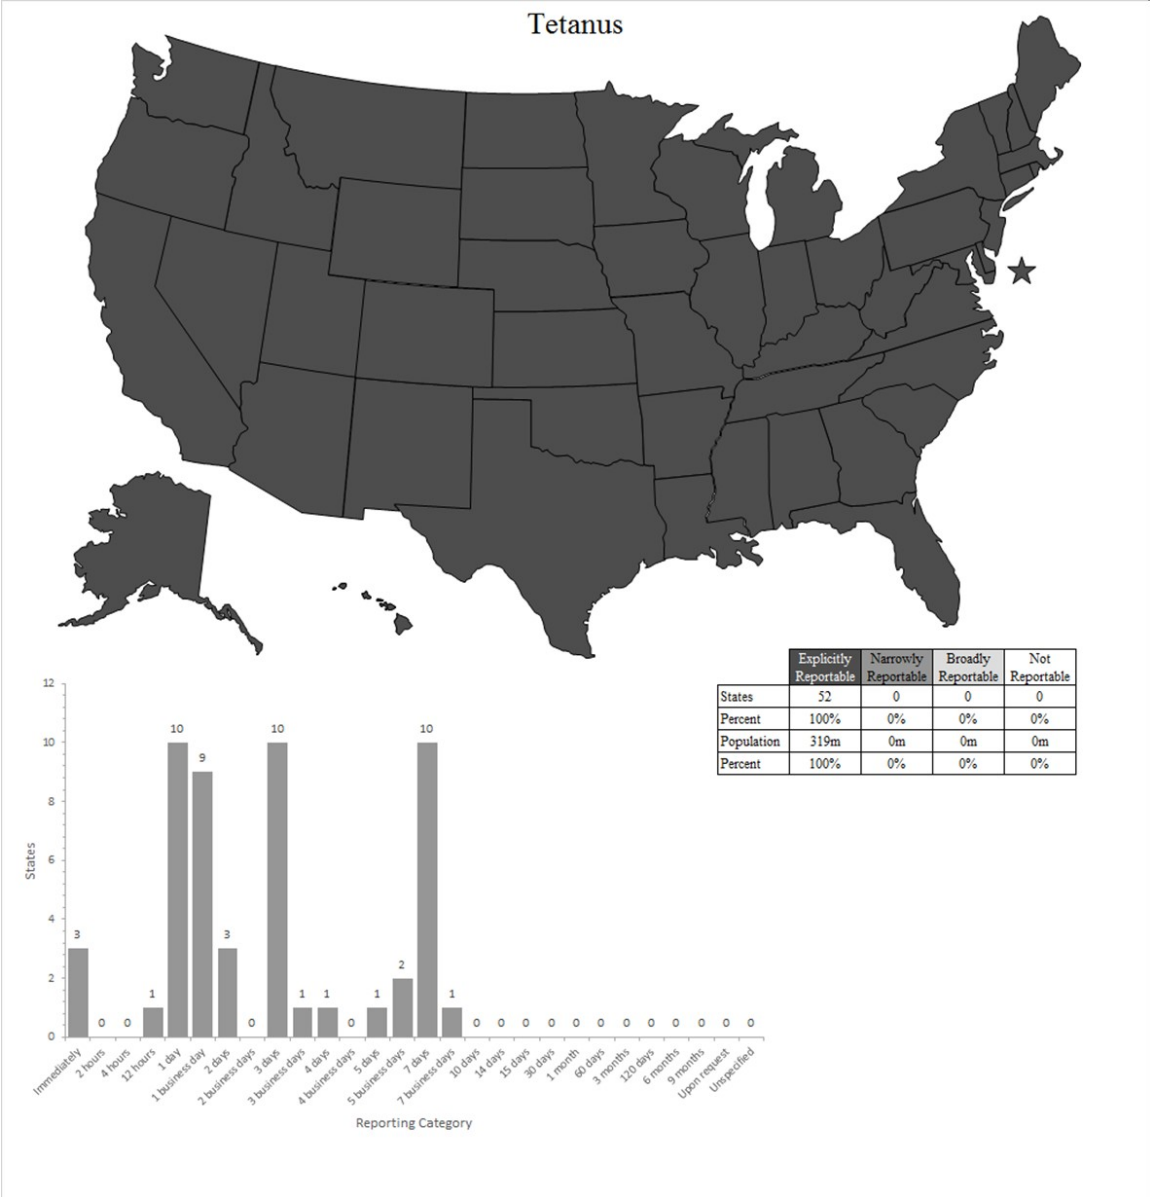 Tetanus
Explicitly Reportable Narrowly Reportable Broadly Reportable Not Reportable
States 52 0 0 0
Percent 100% 0% 0% 0%
Population 319m 0m 0m 0m
Percent 100% 0% 0% 0%
12
10
8
6
4
2
0
States
3 0 0 1 10 9 3 0 10 1 1 0 1 2 10 1 0 0 0 0 0 0 0 0 0 0 0 0
Immediately
2 hours
4 hours
12 hours
1 day
1 business day
2 days
2 business days
3 days
3 business days
4 days
4 business days
5 days
5 business days
7 days
7 business days
10 days
14 days
15 days
30 days
1 month
60 days
3 months
120 days
6 months
9 months
Upon request
Unspecified
Reporting Category